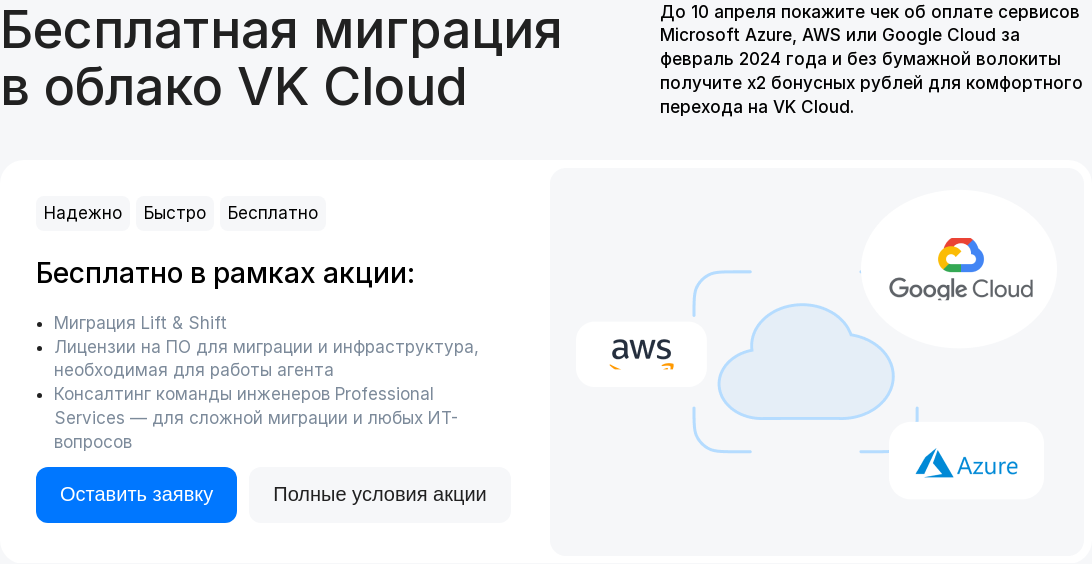 Бесплатная миграция
в облако VK Cloud
До 10 апреля покажите чек об оплате сервисов
Microsoft Azure, AWS или Google Cloud за
февраль 2024 года и без бумажной волокиты
получите х2 бонусных рублей для комфортного
перехода на VK Cloud.
Надежно Быстро Бесплатно
Бесплатно в рамках акции:
Миграция Lift & Shift
Лицензии на ПО для миграции и инфраструктура,
необходимая для работы агента
Консалтинг команды инженеров Professional
Services — для сложной миграции и любых ИТ-
вопросов
Оставить заявку Полные условия акции
Google Cloud
aws
Azure